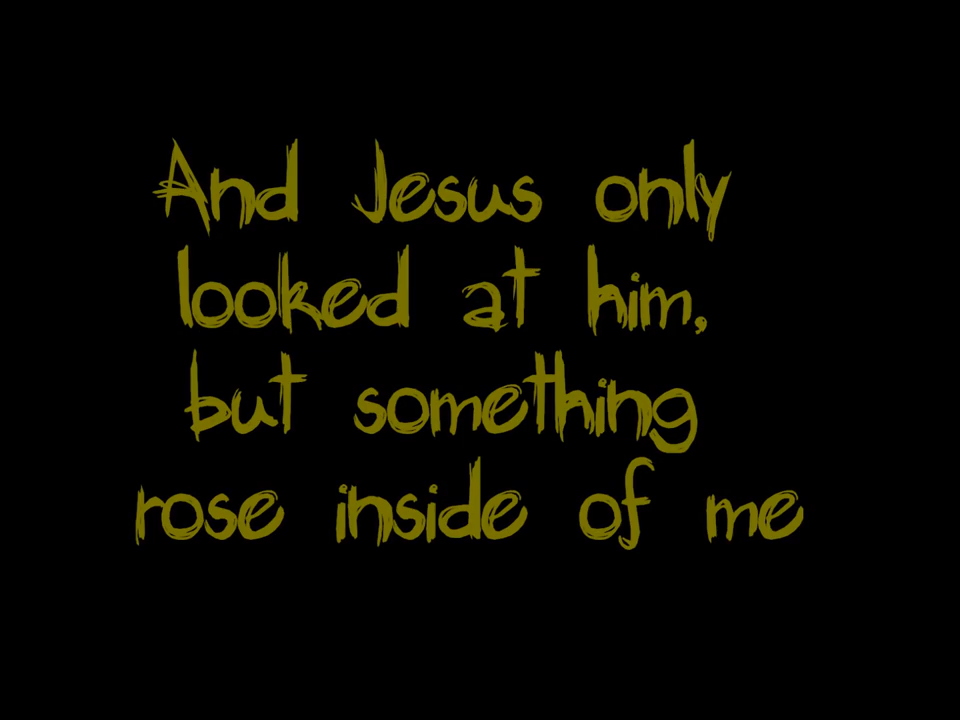 And Jesus only
looked at him,
but something
rose inside of me